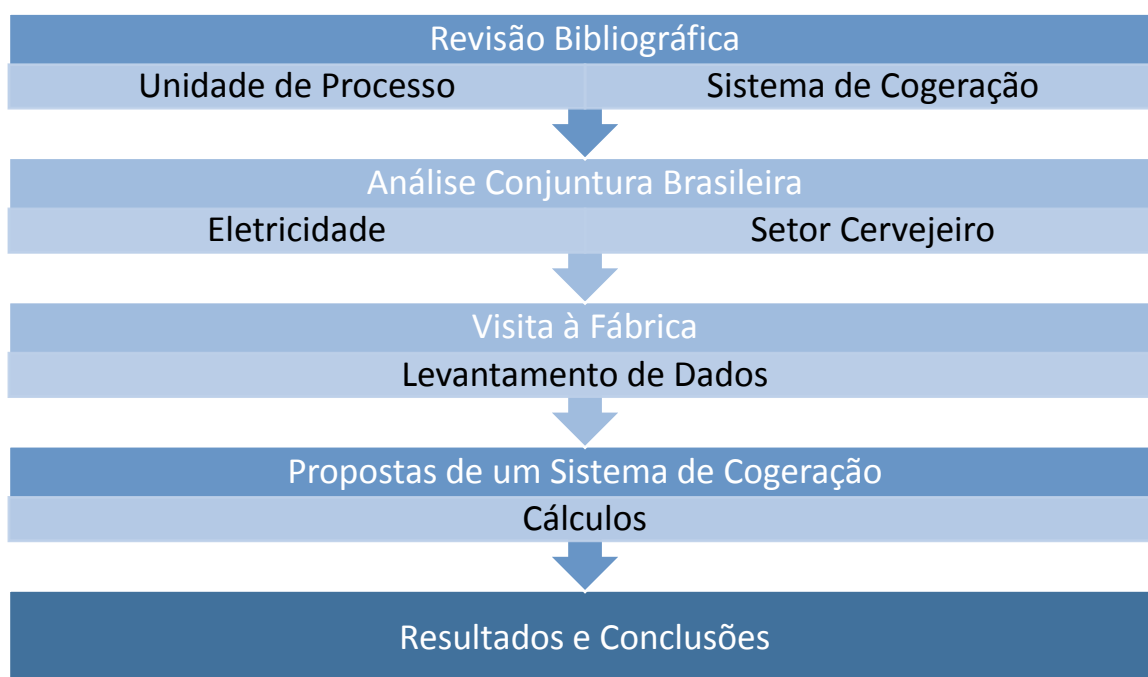 Revisão Bibliográfica
Unidade de Processo
Sistema de Cogeração
Análise Conjuntura Brasileira
Eletricidade
Setor Cervejeiro
Visita à Fábrica
Levantamento de Dados
Propostas de um Sistema de Cogeração
Cálculos
Resultados e Conclusões